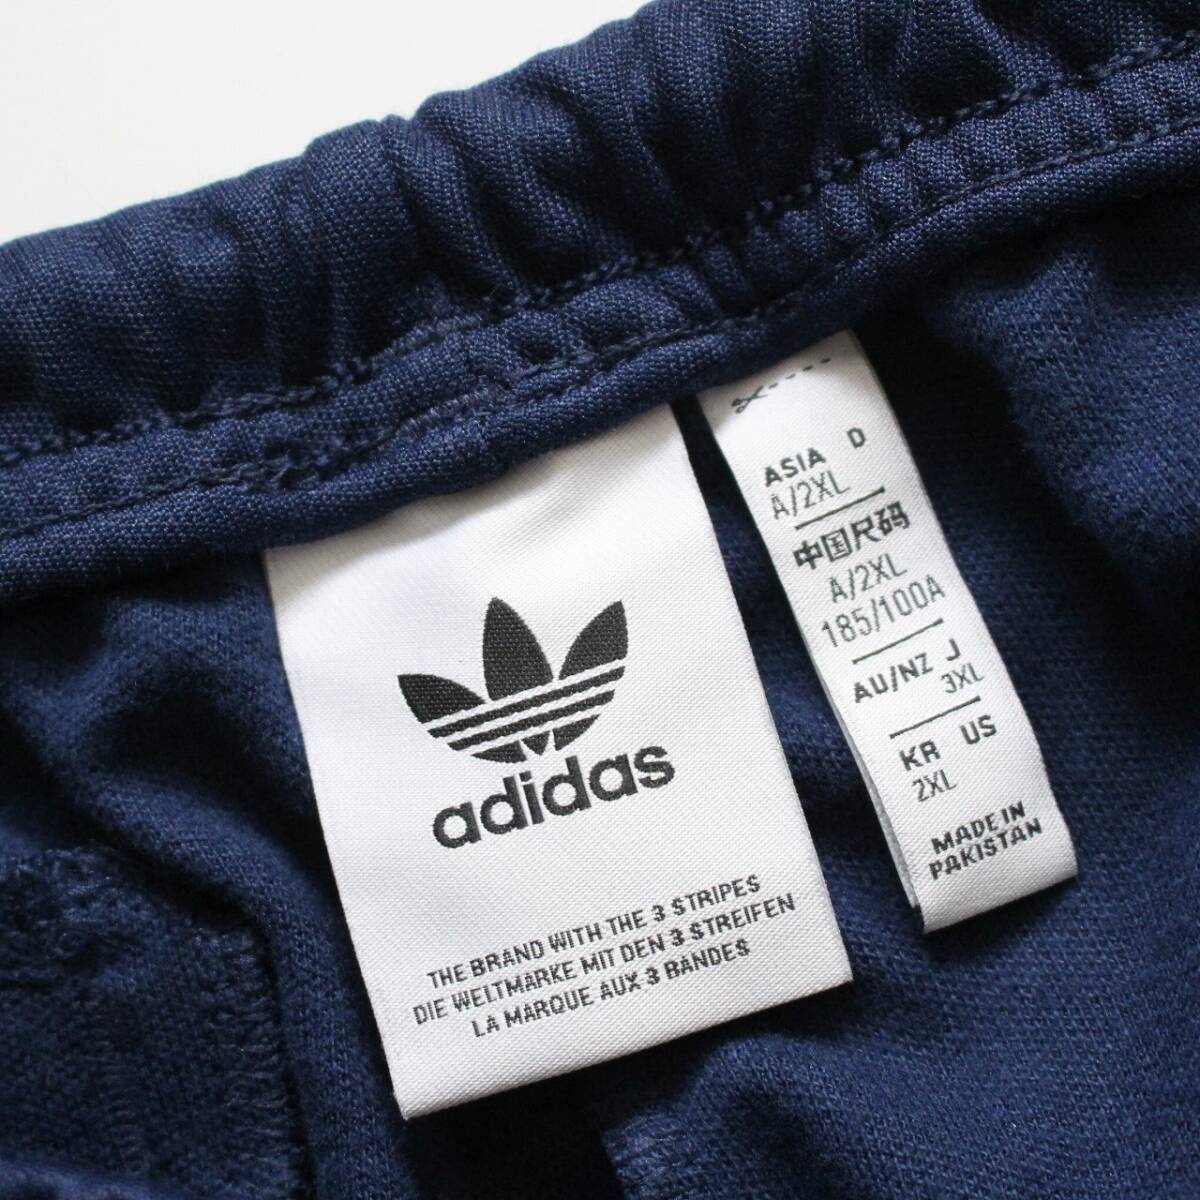 adidas
THE BRAND WITH THE 3 STRIPES
DIE WELTMARKE MIT DEN 3 STREIFEN
LA MARQUE AUX 3 BANDES
ASIA D
A/2XL
中国尺码
A/2XL
185/100A
AU/NZ J
3XL
KR US
2XL
MADE IN
PAKISTAN